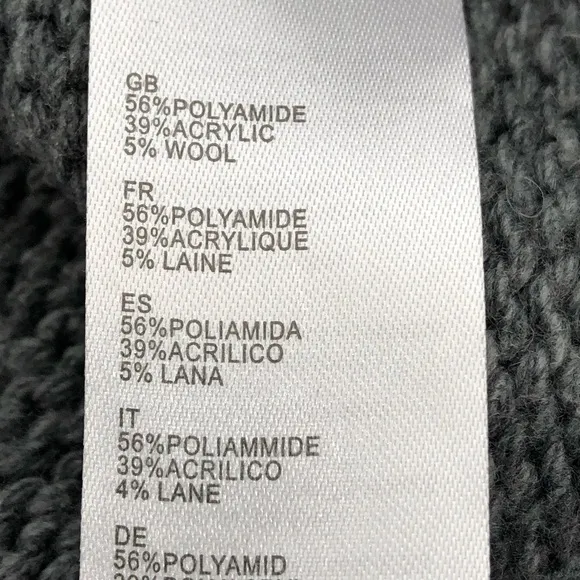 GB
56%POLYAMIDE
39%ACRYLIC
5% WOOL
FR
56%POLYAMIDE
39%ACRYLIQUE
5% LAINE
ES
56%POLIAMIDA
39%ACRILICO
5% LANA
IT
56%POLIAMMIDE
39%ACRILICO
4% LANE
DE
56%POLYAMID